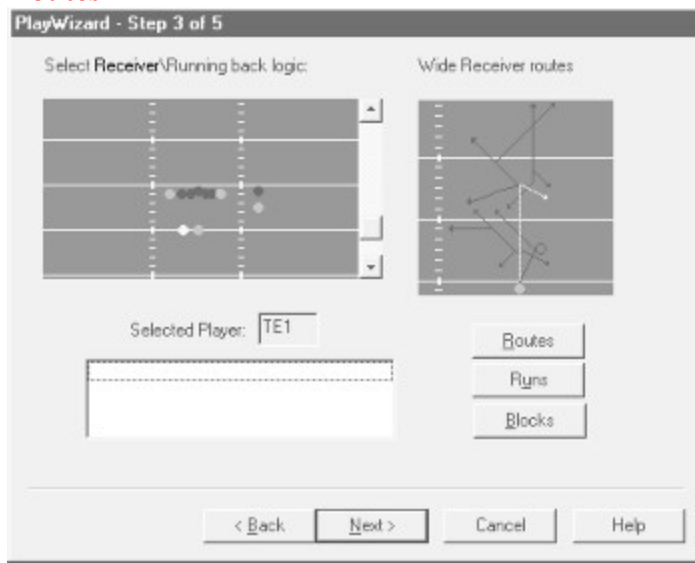 PlayWizard - Step 3 of 5
Select Receiver\Running back logic:
Wide Receiver routes
Selected Player: TE1
Routes
Runs
Blocks
< Back
Next >
Cancel
Help